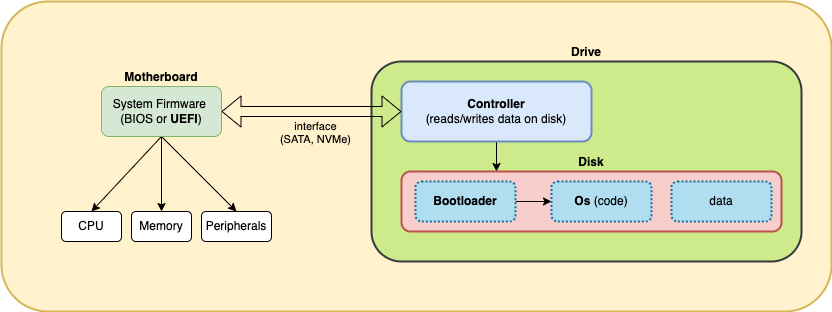 Drive
Motherboard
System Firmware
(BIOS or UEFI)
interface
(SATA, NVMe)
Controller
(reads/writes data on disk)
Disk
Bootloader
Os (code)
data
CPU
Memory
Peripherals